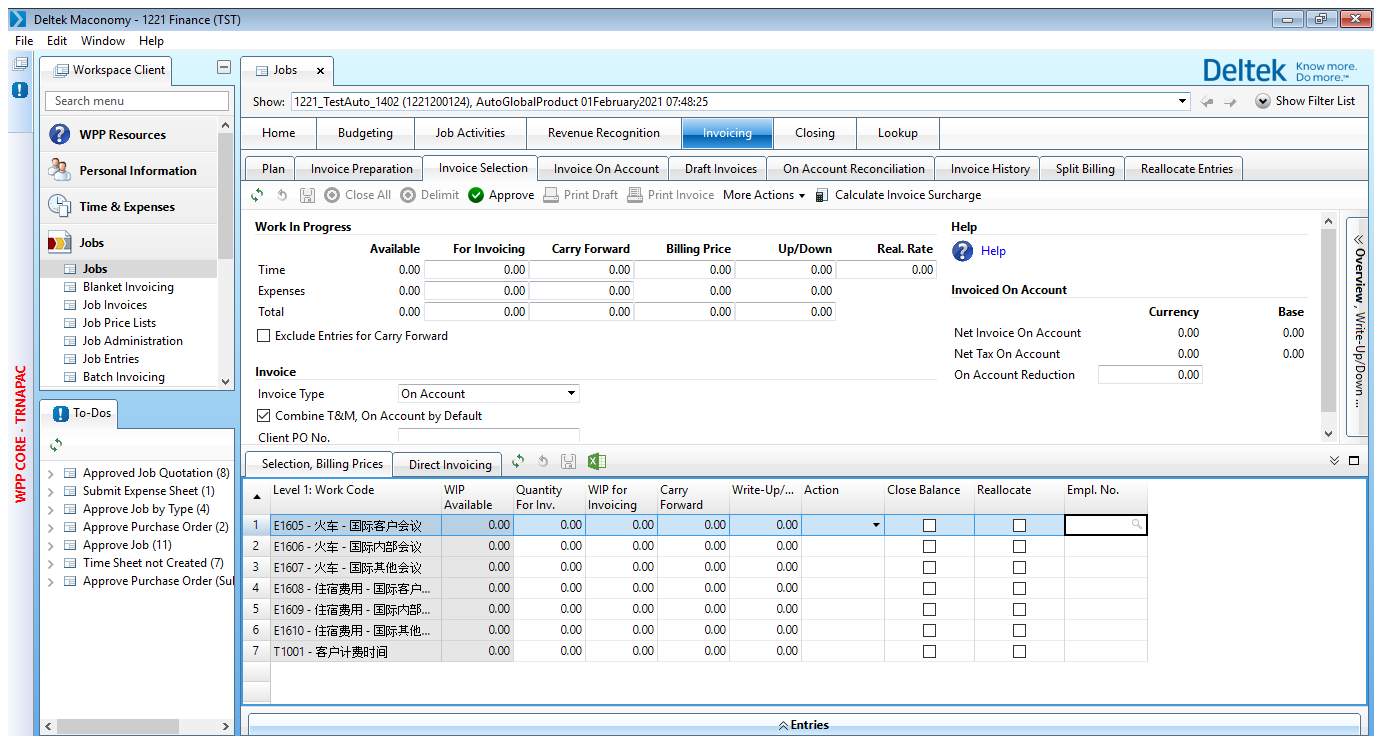 Deltek Maconomy - 1221 Finance (TST)
File Edit Window Help
Workspace Client
Search menu
WPP Resources
Personal Information
Time & Expenses
Jobs
Jobs
Blanket Invoicing
Job Invoices
Job Price Lists
Job Administration
Job Entries
Batch Invoicing
WPP CORE - TRNAPAC
To-Dos
Approved Job Quotation (8)
Submit Expense Sheet (1)
Approve Job by Type (4)
Approve Purchase Order (2)
Approve Job (11)
Time Sheet not Created (7)
Approve Purchase Order (Sul
Jobs x
Deltek Know more. Do more.™
Show: 1221_TestAuto_1402 (1221200124), AutoGlobalProduct 01February2021 07:48:25 Show Filter List
Home Budgeting Job Activities Revenue Recognition Invoicing Closing Lookup
Plan Invoice Preparation Invoice Selection Invoice On Account Draft Invoices On Account Reconciliation Invoice History Split Billing Reallocate Entries
Close All Delimit Approve Print Draft Print Invoice More Actions Calculate Invoice Surcharge
Work In Progress
Available For Invoicing Carry Forward Billing Price Up/Down Real. Rate
Time 0.00 0.00 0.00 0.00 0.00 0.00
Expenses 0.00 0.00 0.00 0.00 0.00
Total 0.00 0.00 0.00 0.00 0.00
Exclude Entries for Carry Forward
Invoice
Invoice Type On Account
Combine T&M, On Account by Default
Client PO No.
Help
Help
Invoiced On Account
Currency Base
Net Invoice On Account 0.00 0.00
Net Tax On Account 0.00 0.00
On Account Reduction 0.00
Overview, Write-Up/Down ...
Selection, Billing Prices Direct Invoicing
Level 1: Work Code WIP Available Quantity For Inv. WIP for Invoicing Carry Forward Write-Up/... Action Close Balance Reallocate Empl. No.
1 E1605 - 火车 - 国际客户会议 0.00 0.00 0.00 0.00 0.00
2 E1606 - 火车 - 国际内部会议 0.00 0.00 0.00 0.00 0.00
3 E1607 - 火车 - 国际其他会议 0.00 0.00 0.00 0.00 0.00
4 E1608 - 住宿费用 - 国际客户... 0.00 0.00 0.00 0.00 0.00
5 E1609 - 住宿费用 - 国际内部... 0.00 0.00 0.00 0.00 0.00
6 E1610 - 住宿费用 - 国际其他... 0.00 0.00 0.00 0.00 0.00
7 T1001 - 客户计费时间 0.00 0.00 0.00 0.00 0.00
Entries